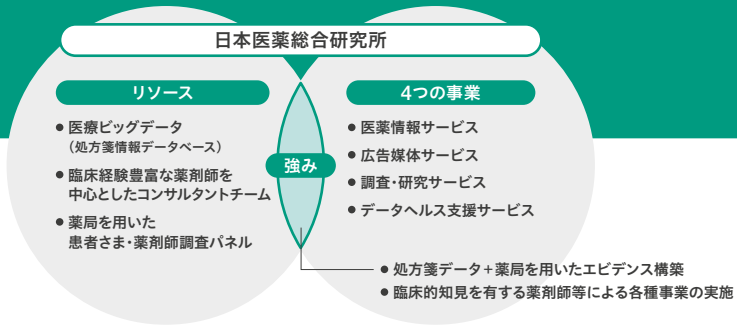 日本医薬総合研究所
リソース
● 医療ビッグデータ
（処方箋情報データベース）
● 臨床経験豊富な薬剤師を
中心としたコンサルタントチーム
● 薬局を用いた
患者さま・薬剤師調査パネル
強み
4つの事業
● 医薬情報サービス
● 広告媒体サービス
● 調査・研究サービス
● データヘルス支援サービス
● 処方箋データ＋薬局を用いたエビデンス構築
● 臨床的知見を有する薬剤師等による各種事業の実施